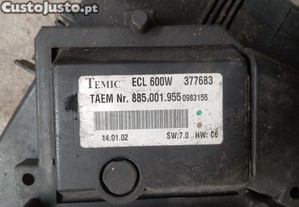 CustoJusto.pt
TEMIC ECL 600W 377683
TAEM Nr. 885.001.955 0983155
14.01.02 SW:7.0 HW: 06